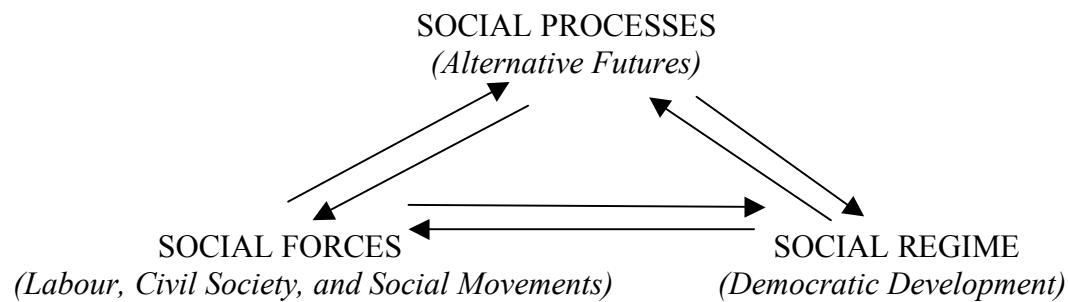 SOCIAL PROCESSES
(Alternative Futures)
SOCIAL FORCES
(Labour, Civil Society, and Social Movements)
SOCIAL REGIME
(Democratic Development)